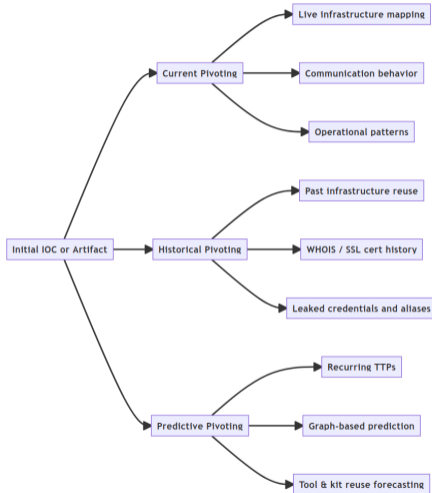 Live infrastructure mapping
Current Pivoting
Communication behavior
Operational patterns
Past infrastructure reuse
Initial IOC or Artifact
Historical Pivoting
WHOIS / SSL cert history
Leaked credentials and aliases
Recurring TTPs
Predictive Pivoting
Graph-based prediction
Tool & kit reuse forecasting